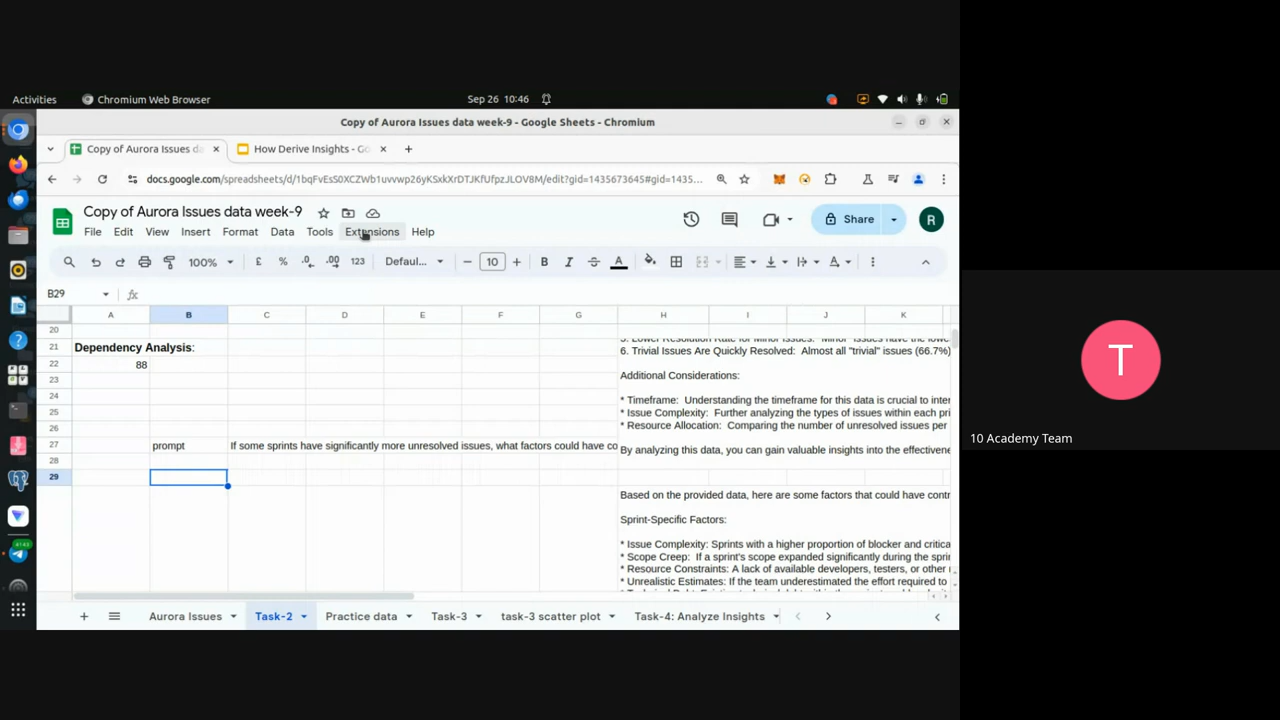 Activities
Chromium Web Browser
Sep 26 10:46
Copy of Aurora Issues data week-9 - Google Sheets - Chromium
Copy of Aurora Issues d
How Derive Insights - Go
docs.google.com/spreadsheets/d/1bqFvEsS0XCZWb1uvvwp26yKSxkXrDTJKfUfpzJLOV8M/edit?gid=1435673645#gid=1435...
Copy of Aurora Issues data week-9
File Edit View Insert Format Data Tools Extensions Help
Share
R
100%
£ % .0 .00 123
Defaul...
10
B I A
B29
fx
A B C D E F G H I J K
20
21 Dependency Analysis:
6. Trivial Issues Are Quickly Resolved: Almost all "trivial" issues (66.7%)
22 88
23
Additional Considerations:
24
* Timeframe: Understanding the timeframe for this data is crucial to inter
25
* Issue Complexity: Further analyzing the types of issues within each pri
26
* Resource Allocation: Comparing the number of unresolved issues per
27 prompt If some sprints have significantly more unresolved issues, what factors could have co
By analyzing this data, you can gain valuable insights into the effectivene
28
29
Based on the provided data, here are some factors that could have contr
Sprint-Specific Factors:
* Issue Complexity: Sprints with a higher proportion of blocker and critica
* Scope Creep: If a sprint's scope expanded significantly during the sprin
* Resource Constraints: A lack of available developers, testers, or other
* Unrealistic Estimates: If the team underestimated the effort required to
Aurora Issues
Task-2
Practice data
Task-3
task-3 scatter plot
Task-4: Analyze Insights
T
10 Academy Team